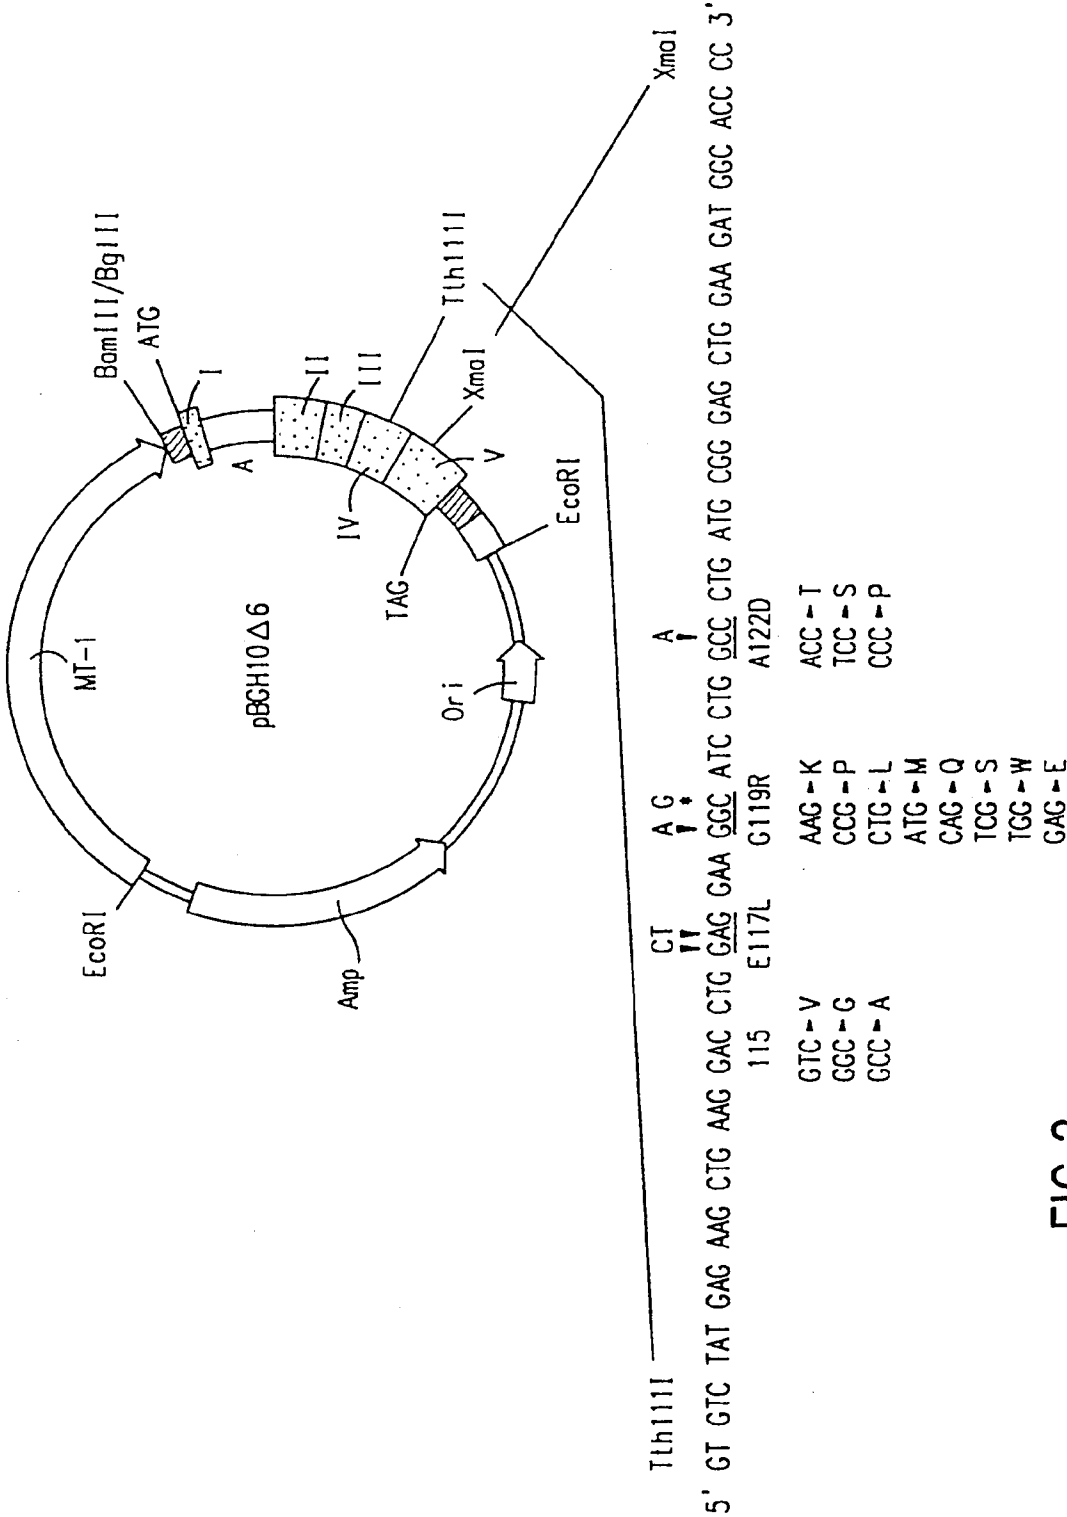 BamIII/BglII
ATG
I
MT-1
A
II
III
Tth111I
XmaI
IV
V
TAG
EcoRI
pBGH10Δ6
EcoRI
Ori
Amp
Tth111I
XmaI
CT
A G
*
A
5' GT GTC TAT GAG AAG CTG AAG GAC CTG GAG GAA GGC ATC CTG GCC CTG ATG CGG GAG CTG GAA GAT GGC ACC CC 3'
115 E117L G119R A122D
GTC ► V AAG ► K ACC ► T
GGC ► G CCG ► P TCC ► S
GCC ► A CTG ► L CCC ► P
ATG ► M
CAG ► Q
TCG ► S
TGG ► W
GAG ► E